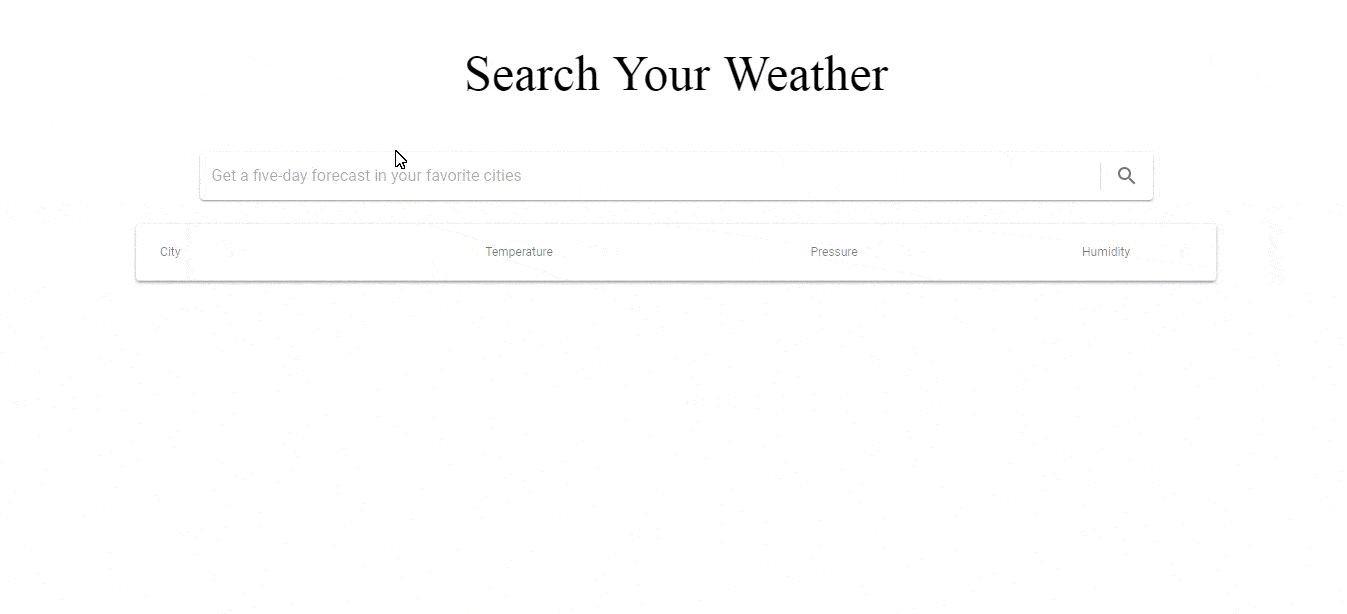 Search Your Weather
Get a five-day forecast in your favorite cities
City Temperature Pressure Humidity